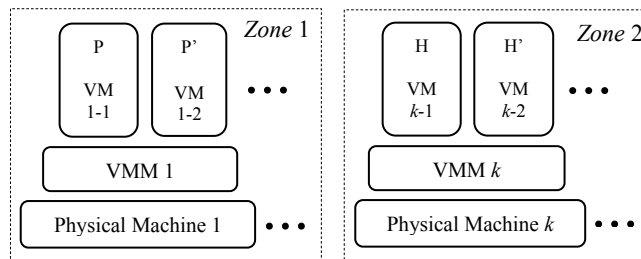 Zone 1
P
VM
1-1
P’
VM
1-2
• • •
VMM 1
Physical Machine 1
• • •
Zone 2
H
VM
k-1
H’
VM
k-2
• • •
VMM k
Physical Machine k
• • •